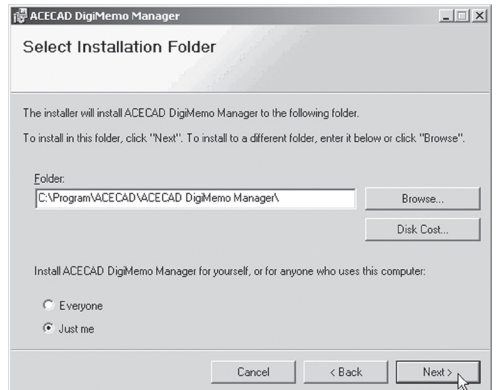 ACECAD DigiMemo Manager
Select Installation Folder
The installer will install ACECAD DigiMemo Manager to the following folder.
To install in this folder, click "Next". To install to a different folder, enter it below or click "Browse".
Folder:
C:\Program\ACECAD\ACECAD DigiMemo Manager\
Browse...
Disk Cost...
Install ACECAD DigiMemo Manager for yourself, or for anyone who uses this computer:
Everyone
Just me
Cancel
< Back
Next >